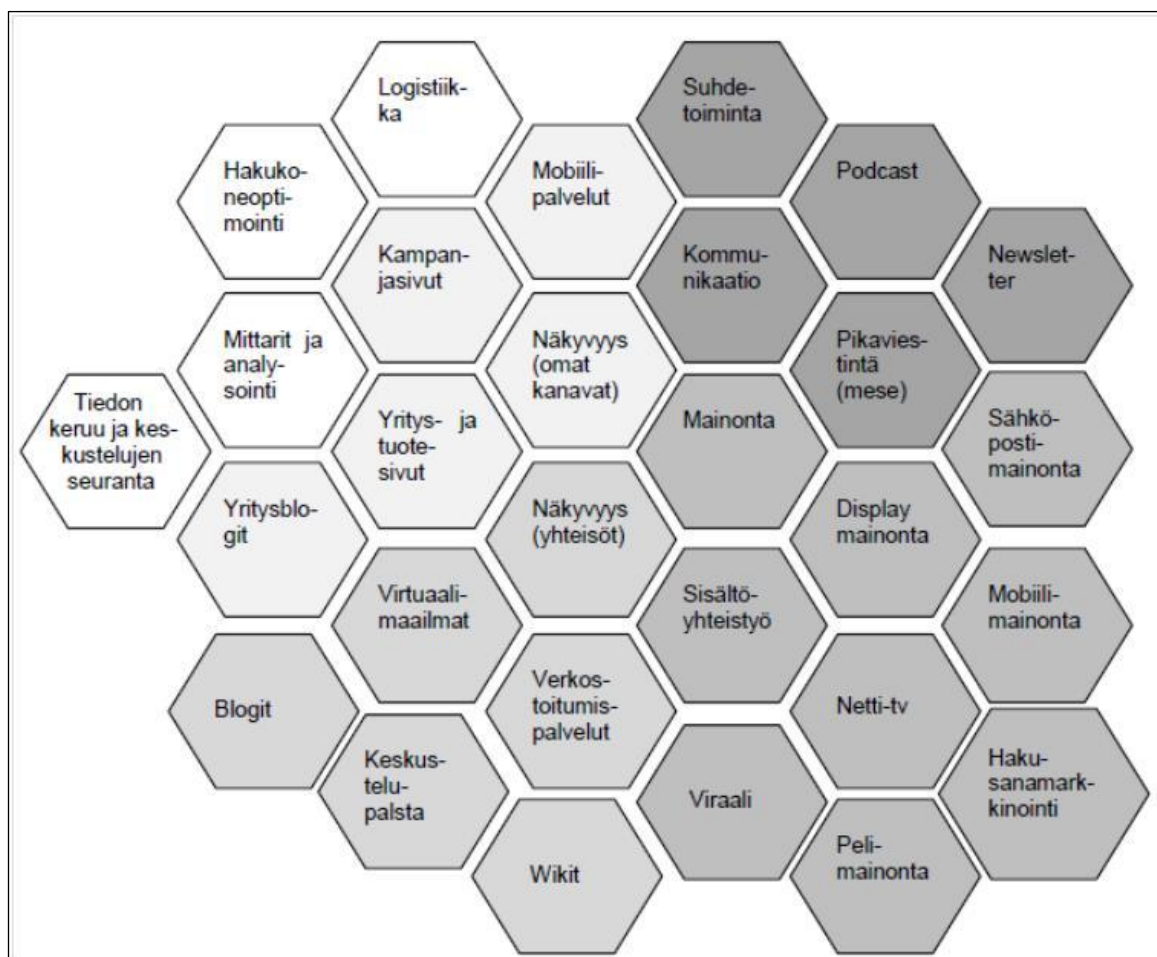 Logistiik-
ka
Suhde-
toiminta
Hakuko-
neopti-
mointi
Mobiili-
palvelut
Podcast
Kampan-
jasivut
Kommu-
nikaatio
Newslet-
ter
Mittarit ja
analy-
sointi
Näkyvyys
(omat
kanavat)
Pikavies-
tintä
(mese)
Tiedon
keruu ja kes-
kustelujen
seuranta
Yritys- ja
tuote-
sivut
Mainonta
Sähkö-
posti-
mainonta
Yritysblo-
git
Näkyvyys
(yhteisöt)
Display
mainonta
Virtuaali-
maailmat
Sisältö-
yhteistyö
Mobiili-
mainonta
Blogit
Verkos-
toitumis-
palvelut
Netti-tv
Keskus-
telu-
palsta
Viraali
Haku-
sanamark-
kinointi
Wikit
Peli-
mainonta